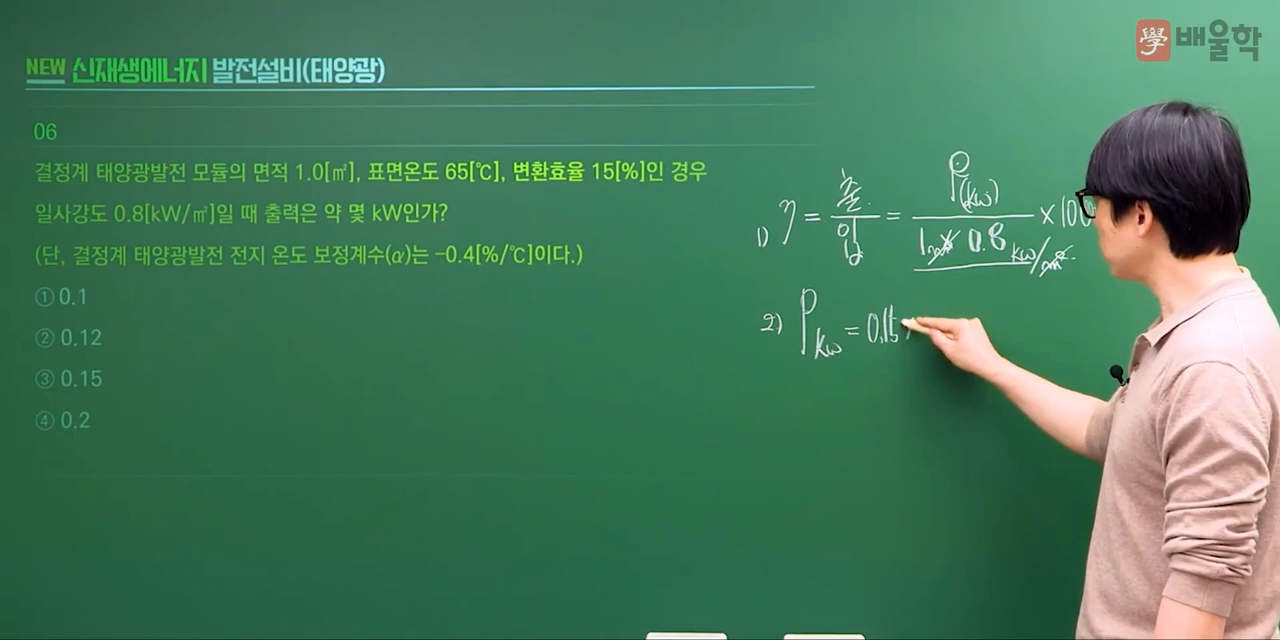 學 배울학
NEW 신재생에너지 발전설비(태양광)
06
결정계 태양광발전 모듈의 면적 1.0[㎡], 표면온도 65[℃], 변환효율 15[%]인 경우
일사강도 0.8[kW/㎡]일 때 출력은 약 몇 kW인가?
(단, 결정계 태양광발전 전지 온도 보정계수(α)는 -0.4[%/℃]이다.)
① 0.1
② 0.12
③ 0.15
④ 0.2
1) η = 출/입 = P(kW) / 1m² × 0.8 kW/m² × 100
2) P kW = 0.15